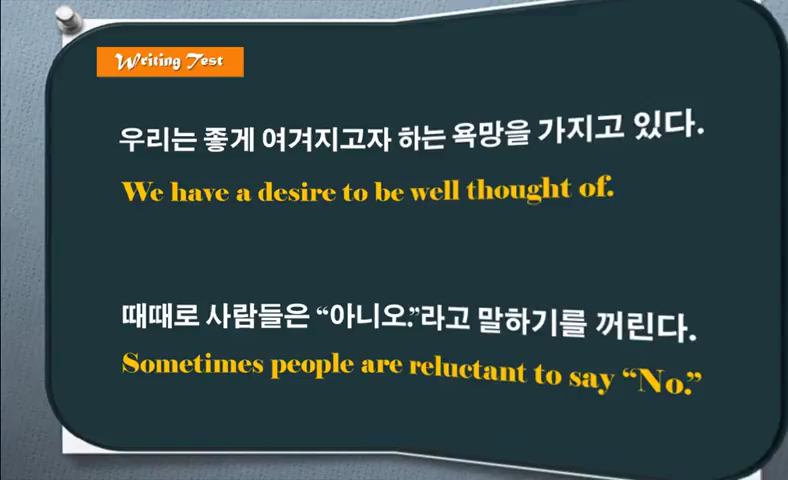 Writing Test
우리는 좋게 여겨지고자 하는 욕망을 가지고 있다.
We have a desire to be well thought of.
때때로 사람들은 “아니오.”라고 말하기를 꺼린다.
Sometimes people are reluctant to say “No.”